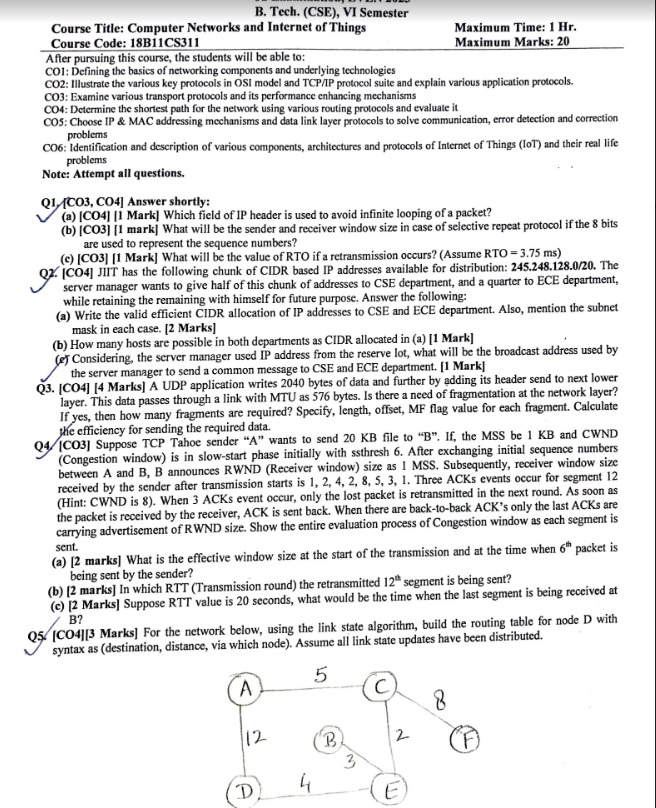 B. Tech. (CSE), VI Semester
Course Title: Computer Networks and Internet of Things Maximum Time: 1 Hr.
Course Code: 18B11CS311 Maximum Marks: 20
After pursuing this course, the students will be able to:
CO1: Defining the basics of networking components and underlying technologies
CO2: Illustrate the various key protocols in OSI model and TCP/IP protocol suite and explain various application protocols.
CO3: Examine various transport protocols and its performance enhancing mechanisms
CO4: Determine the shortest path for the network using various routing protocols and evaluate it
CO5: Choose IP & MAC addressing mechanisms and data link layer protocols to solve communication, error detection and correction
problems
CO6: Identification and description of various components, architectures and protocols of Internet of Things (IoT) and their real life
problems
Note: Attempt all questions.
Q1. [CO3, CO4] Answer shortly:
(a) [CO4] [1 Mark] Which field of IP header is used to avoid infinite looping of a packet?
(b) [CO3] [1 mark] What will be the sender and receiver window size in case of selective repeat protocol if the 8 bits
are used to represent the sequence numbers?
(c) [CO3] [1 Mark] What will be the value of RTO if a retransmission occurs? (Assume RTO = 3.75 ms)
Q2. [CO4] JIIT has the following chunk of CIDR based IP addresses available for distribution: 245.248.128.0/20. The
server manager wants to give half of this chunk of addresses to CSE department, and a quarter to ECE department,
while retaining the remaining with himself for future purpose. Answer the following:
(a) Write the valid efficient CIDR allocation of IP addresses to CSE and ECE department. Also, mention the subnet
mask in each case. [2 Marks]
(b) How many hosts are possible in both departments as CIDR allocated in (a) [1 Mark]
(c) Considering, the server manager used IP address from the reserve lot, what will be the broadcast address used by
the server manager to send a common message to CSE and ECE department. [1 Mark]
Q3. [CO4] [4 Marks] A UDP application writes 2040 bytes of data and further by adding its header send to next lower
layer. This data passes through a link with MTU as 576 bytes. Is there a need of fragmentation at the network layer?
If yes, then how many fragments are required? Specify, length, offset, MF flag value for each fragment. Calculate
the efficiency for sending the required data.
Q4. [CO3] Suppose TCP Tahoe sender “A” wants to send 20 KB file to “B”. If, the MSS be 1 KB and CWND
(Congestion window) is in slow-start phase initially with ssthresh 6. After exchanging initial sequence numbers
between A and B, B announces RWND (Receiver window) size as 1 MSS. Subsequently, receiver window size
received by the sender after transmission starts is 1, 2, 4, 2, 8, 5, 3, 1. Three ACKs events occur for segment 12
(Hint: CWND is 8). When 3 ACKs event occur, only the lost packet is retransmitted in the next round. As soon as
the packet is received by the receiver, ACK is sent back. When there are back-to-back ACK’s only the last ACKs are
carrying advertisement of RWND size. Show the entire evaluation process of Congestion window as each segment is
sent.
(a) [2 marks] What is the effective window size at the start of the transmission and at the time when 6th packet is
being sent by the sender?
(b) [2 marks] In which RTT (Transmission round) the retransmitted 12th segment is being sent?
(c) [2 Marks] Suppose RTT value is 20 seconds, what would be the time when the last segment is being received at
B?
Q5. [CO4][3 Marks] For the network below, using the link state algorithm, build the routing table for node D with
syntax as (destination, distance, via which node). Assume all link state updates have been distributed.
5
A C
8
12 B 2 F
3
4
D E